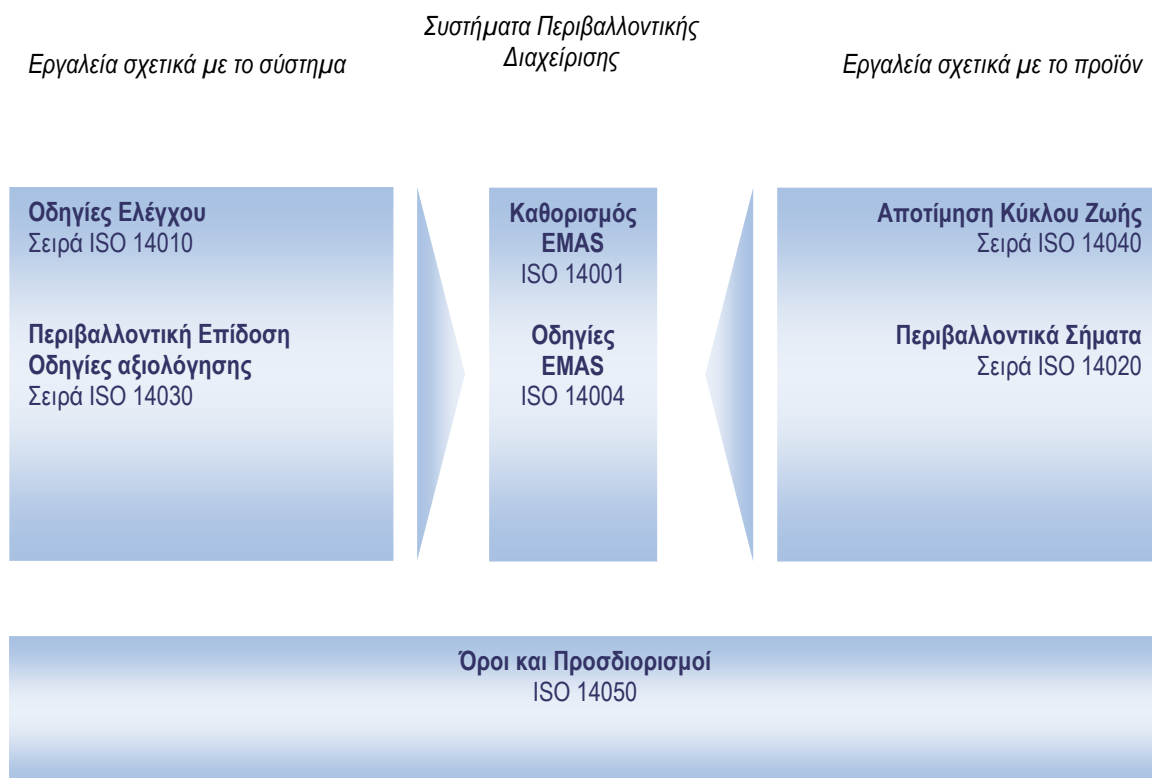 Εργαλεία σχετικά με το σύστημα
Συστήματα Περιβαλλοντικής
Διαχείρισης
Εργαλεία σχετικά με το προϊόν
Οδηγίες Ελέγχου
Σειρά ISO 14010
Περιβαλλοντική Επίδοση
Οδηγίες αξιολόγησης
Σειρά ISO 14030
Καθορισμός
EMAS
ISO 14001
Οδηγίες
EMAS
ISO 14004
Αποτίμηση Κύκλου Ζωής
Σειρά ISO 14040
Περιβαλλοντικά Σήματα
Σειρά ISO 14020
Όροι και Προσδιορισμοί
ISO 14050